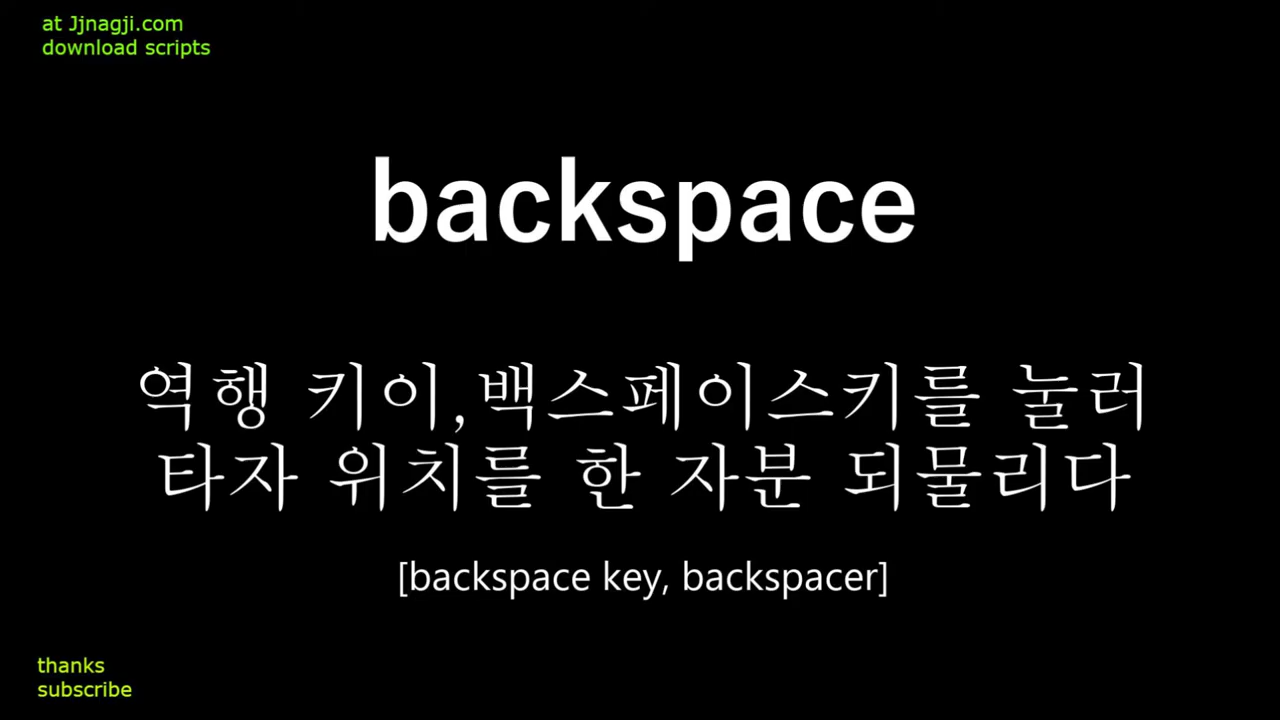 at Jjnagji.com
download scripts
backspace
역행 키이,백스페이스키를 눌러
타자 위치를 한 자분 되물리다
[backspace key, backspacer]
thanks
subscribe